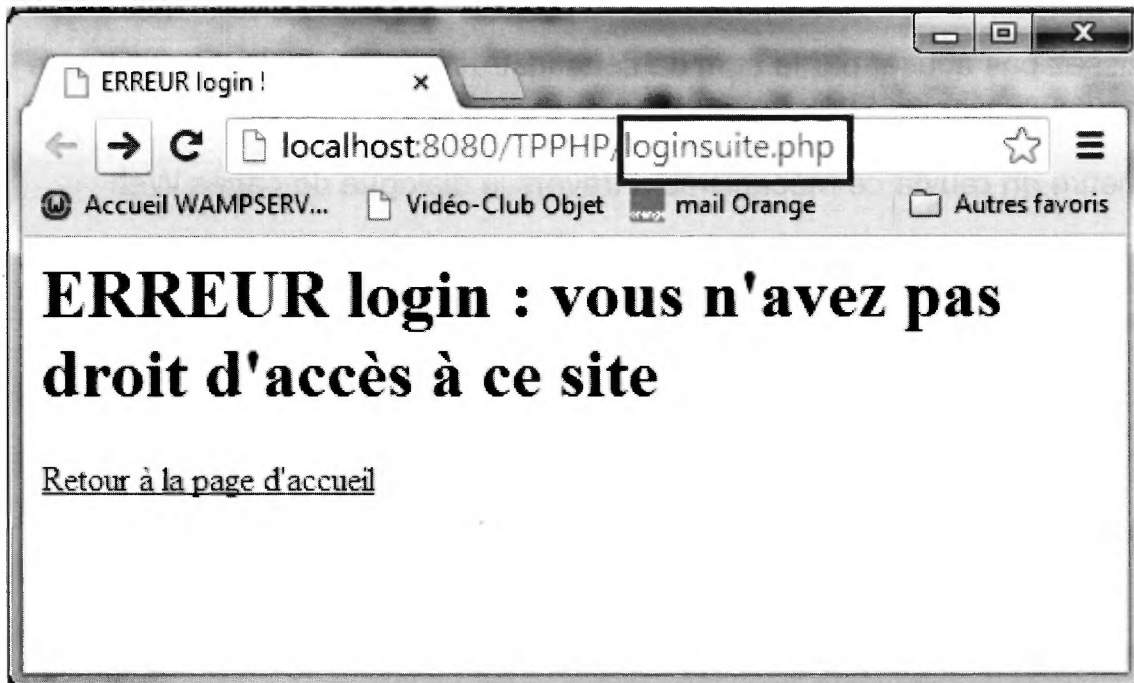 ERREUR login !
localhost:8080/TPPHP/loginsuite.php
Accueil WAMPSERV... Vidéo-Club Objet mail Orange Autres favoris
ERREUR login : vous n'avez pas
droit d'accès à ce site
Retour à la page d'accueil